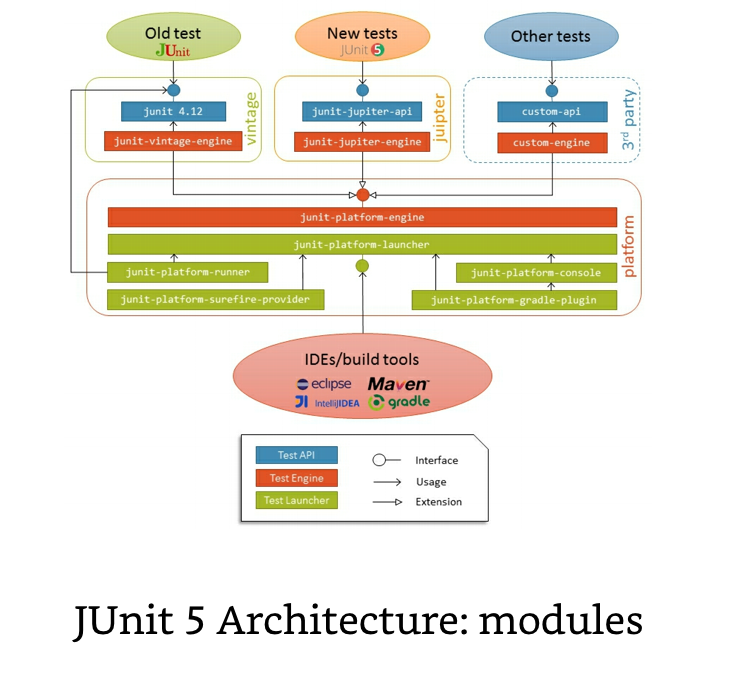 Old test
JUnit
New tests
JUnit 5
Other tests
junit 4.12
junit-vintage-engine
vintage
junit-jupiter-api
junit-jupiter-engine
juipter
custom-api
custom-engine
3rd party
junit-platform-engine
junit-platform-launcher
junit-platform-runner
junit-platform-console
junit-platform-surefire-provider
junit-platform-gradle-plugin
platform
IDEs/build tools
eclipse
Maven™
JI IntelliJIDEA
gradle
Test API
Test Engine
Test Launcher
Interface
Usage
Extension
JUnit 5 Architecture: modules